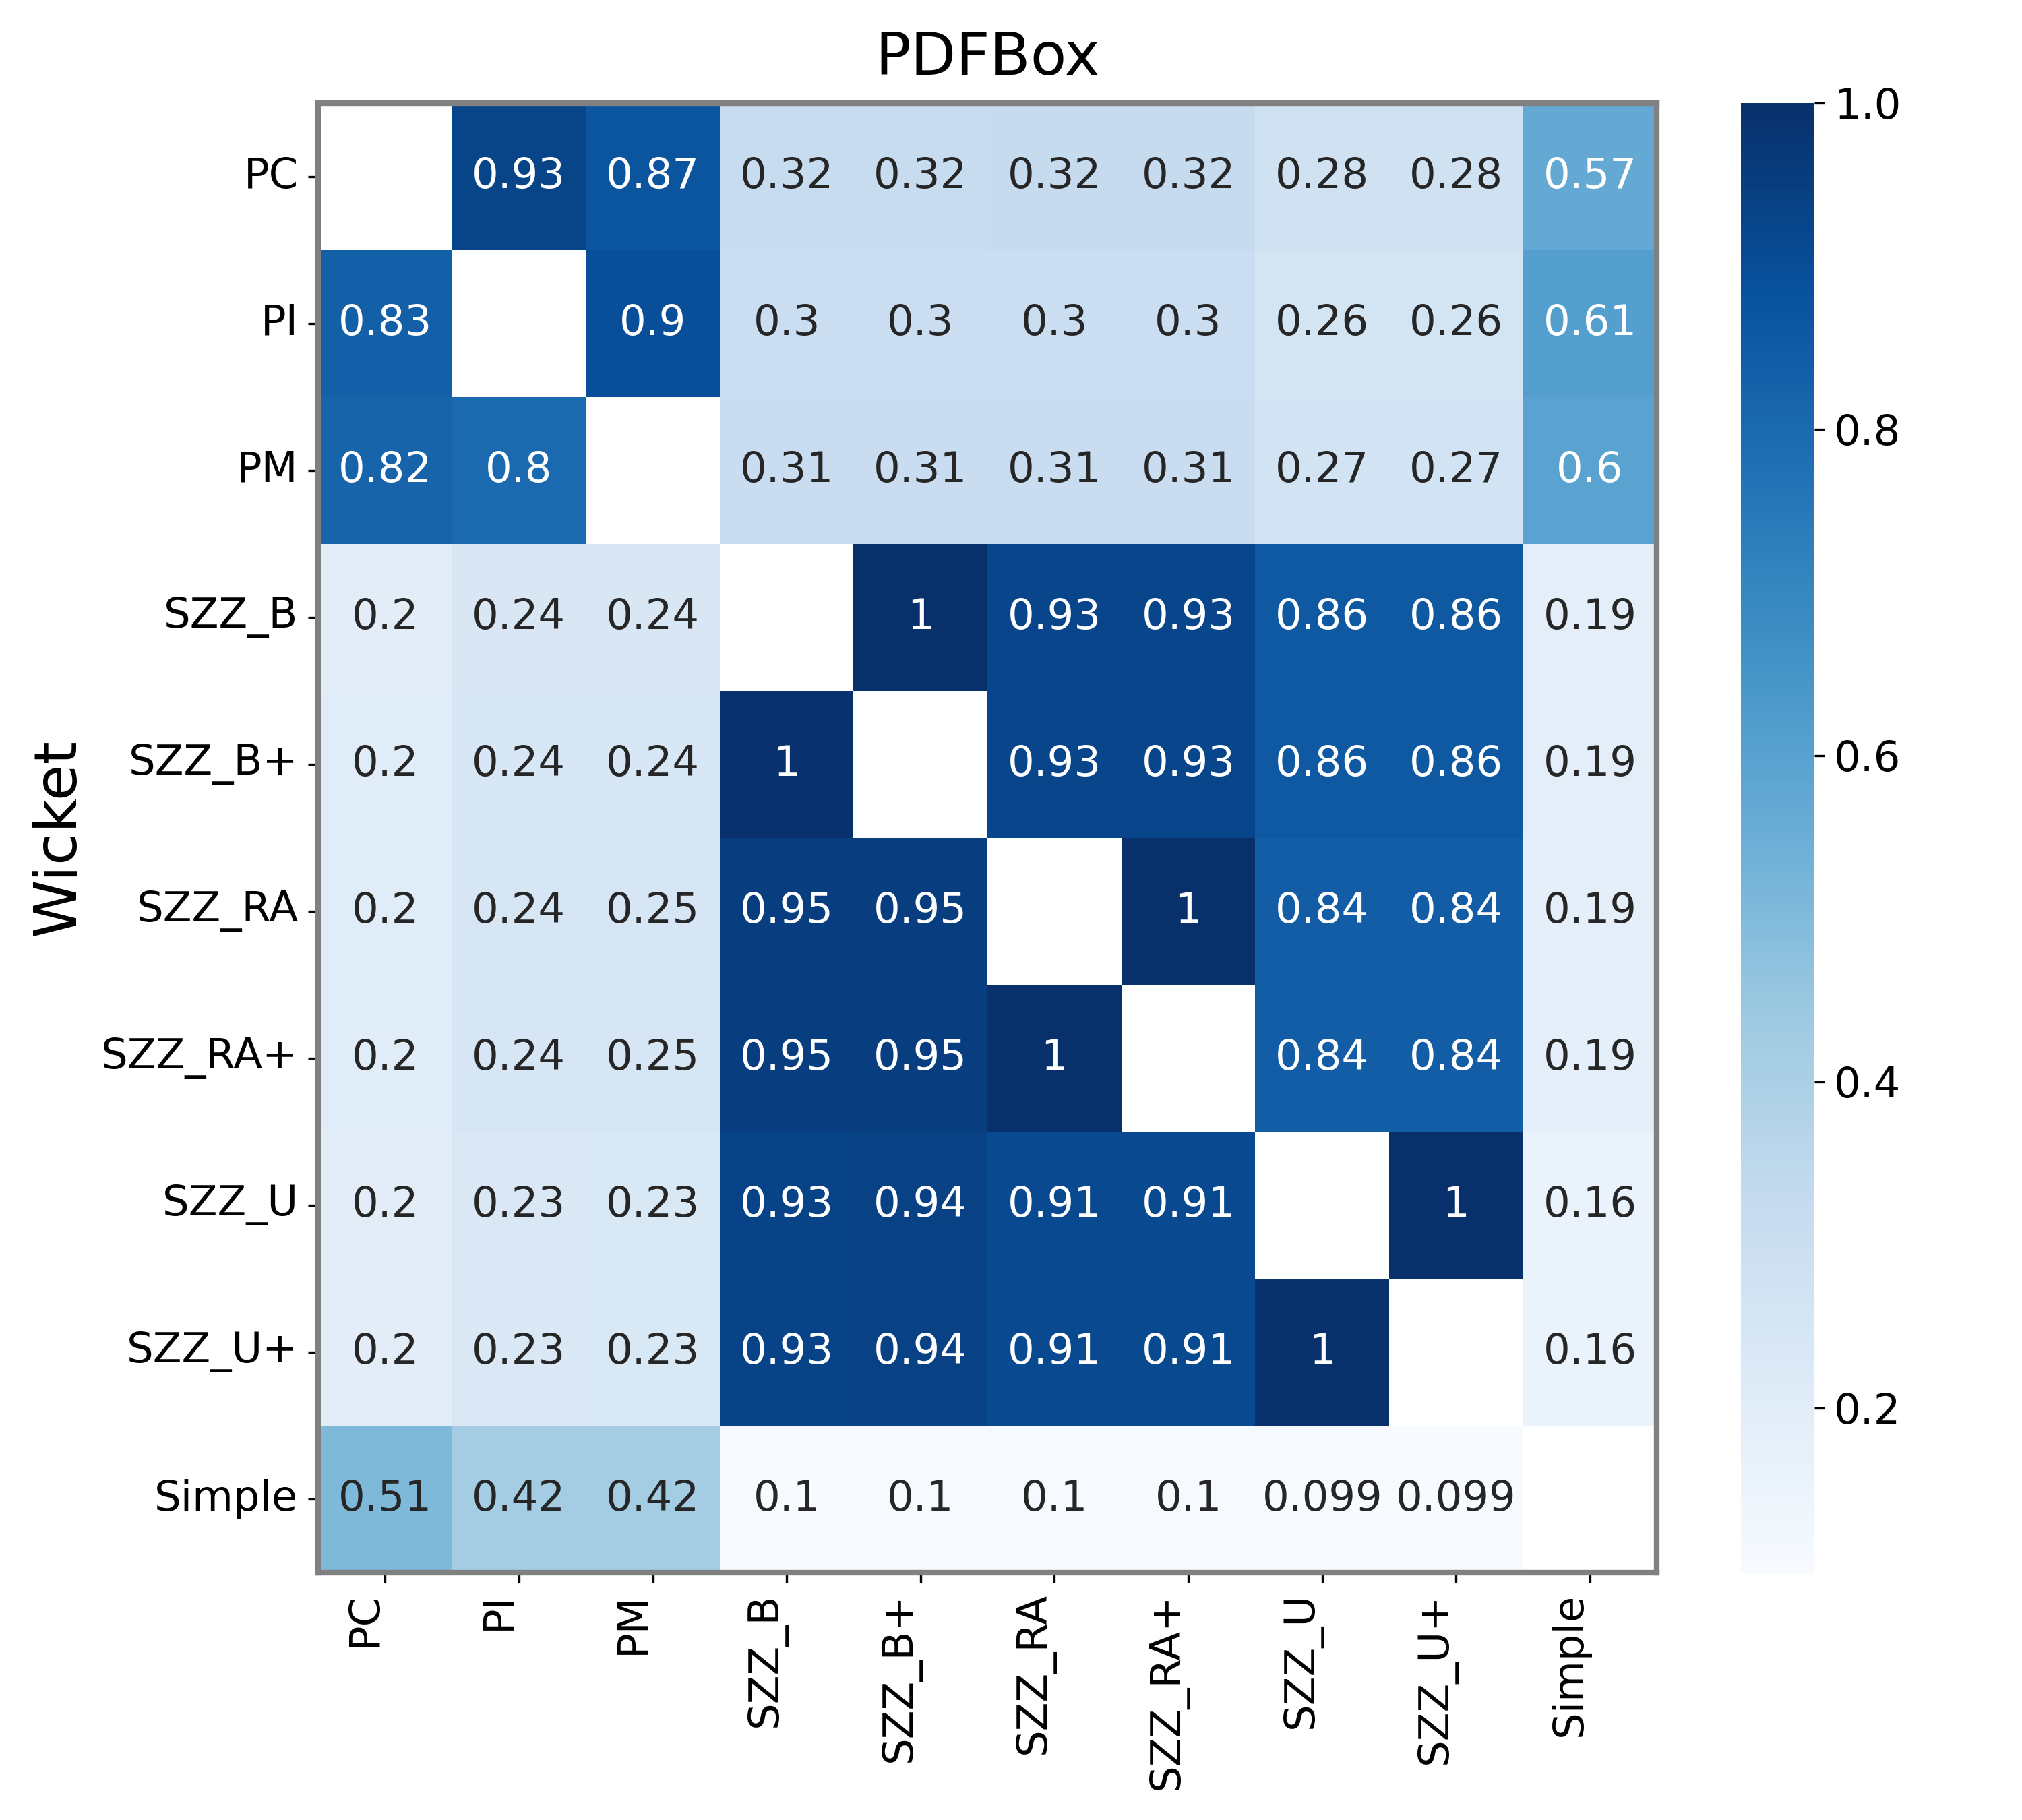 PDFBox
PC 0.93 0.87 0.32 0.32 0.32 0.32 0.28 0.28 0.57
PI 0.83 0.9 0.3 0.3 0.3 0.3 0.26 0.26 0.61
PM 0.82 0.8 0.31 0.31 0.31 0.31 0.27 0.27 0.6
SZZ_B 0.2 0.24 0.24 1 0.93 0.93 0.86 0.86 0.19
SZZ_B+ 0.2 0.24 0.24 1 0.93 0.93 0.86 0.86 0.19
SZZ_RA 0.2 0.24 0.25 0.95 0.95 1 0.84 0.84 0.19
SZZ_RA+ 0.2 0.24 0.25 0.95 0.95 1 0.84 0.84 0.19
SZZ_U 0.2 0.23 0.23 0.93 0.94 0.91 0.91 1 0.16
SZZ_U+ 0.2 0.23 0.23 0.93 0.94 0.91 0.91 1 0.16
Simple 0.51 0.42 0.42 0.1 0.1 0.1 0.1 0.099 0.099
Wicket
PC PI PM SZZ_B SZZ_B+ SZZ_RA SZZ_RA+ SZZ_U SZZ_U+ Simple
1.0
0.8
0.6
0.4
0.2